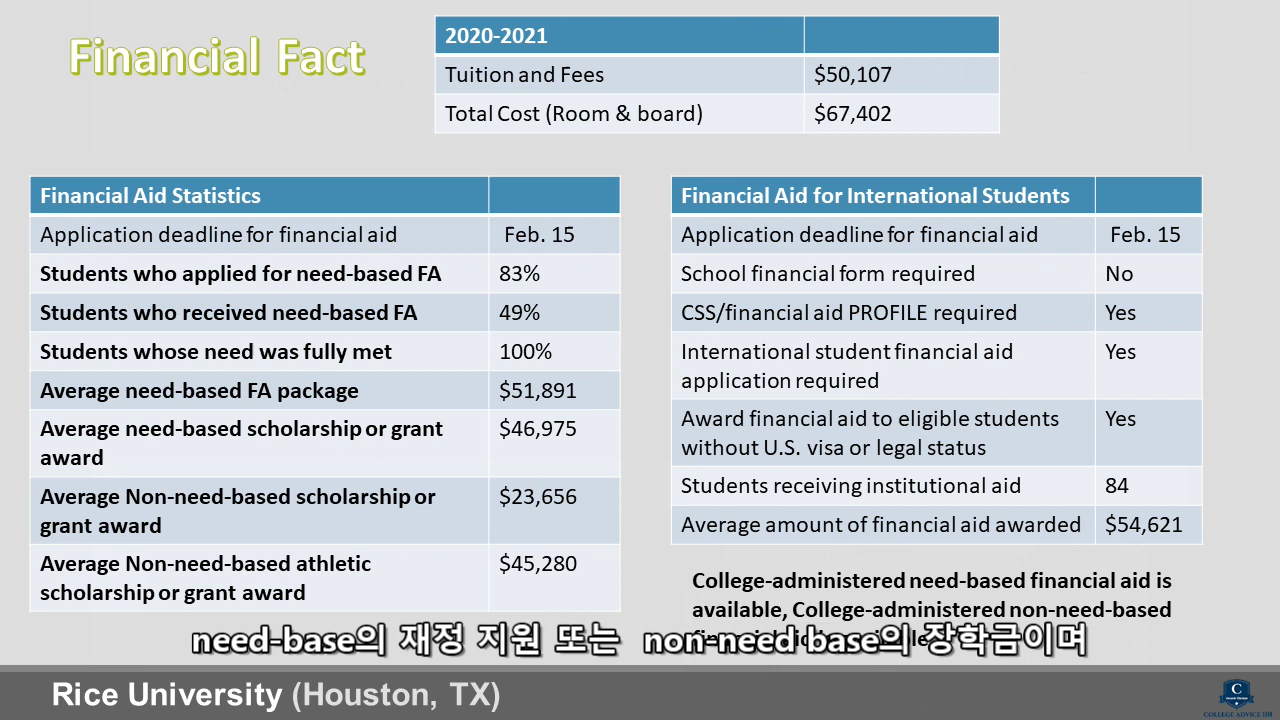 Financial Fact
2020-2021
Tuition and Fees $50,107
Total Cost (Room & board) $67,402
Financial Aid Statistics
Application deadline for financial aid Feb. 15
Students who applied for need-based FA 83%
Students who received need-based FA 49%
Students whose need was fully met 100%
Average need-based FA package $51,891
Average need-based scholarship or grant $46,975
award
Average Non-need-based scholarship or $23,656
grant award
Average Non-need-based athletic $45,280
scholarship or grant award
Financial Aid for International Students
Application deadline for financial aid Feb. 15
School financial form required No
CSS/financial aid PROFILE required Yes
International student financial aid Yes
application required
Award financial aid to eligible students Yes
without U.S. visa or legal status
Students receiving institutional aid 84
Average amount of financial aid awarded $54,621
College-administered need-based financial aid is
available, College-administered non-need-based
need-base의 재정 지원 또는 non-need base의 장학금이며
Rice University (Houston, TX)
C
COLLEGE ADVICE 101